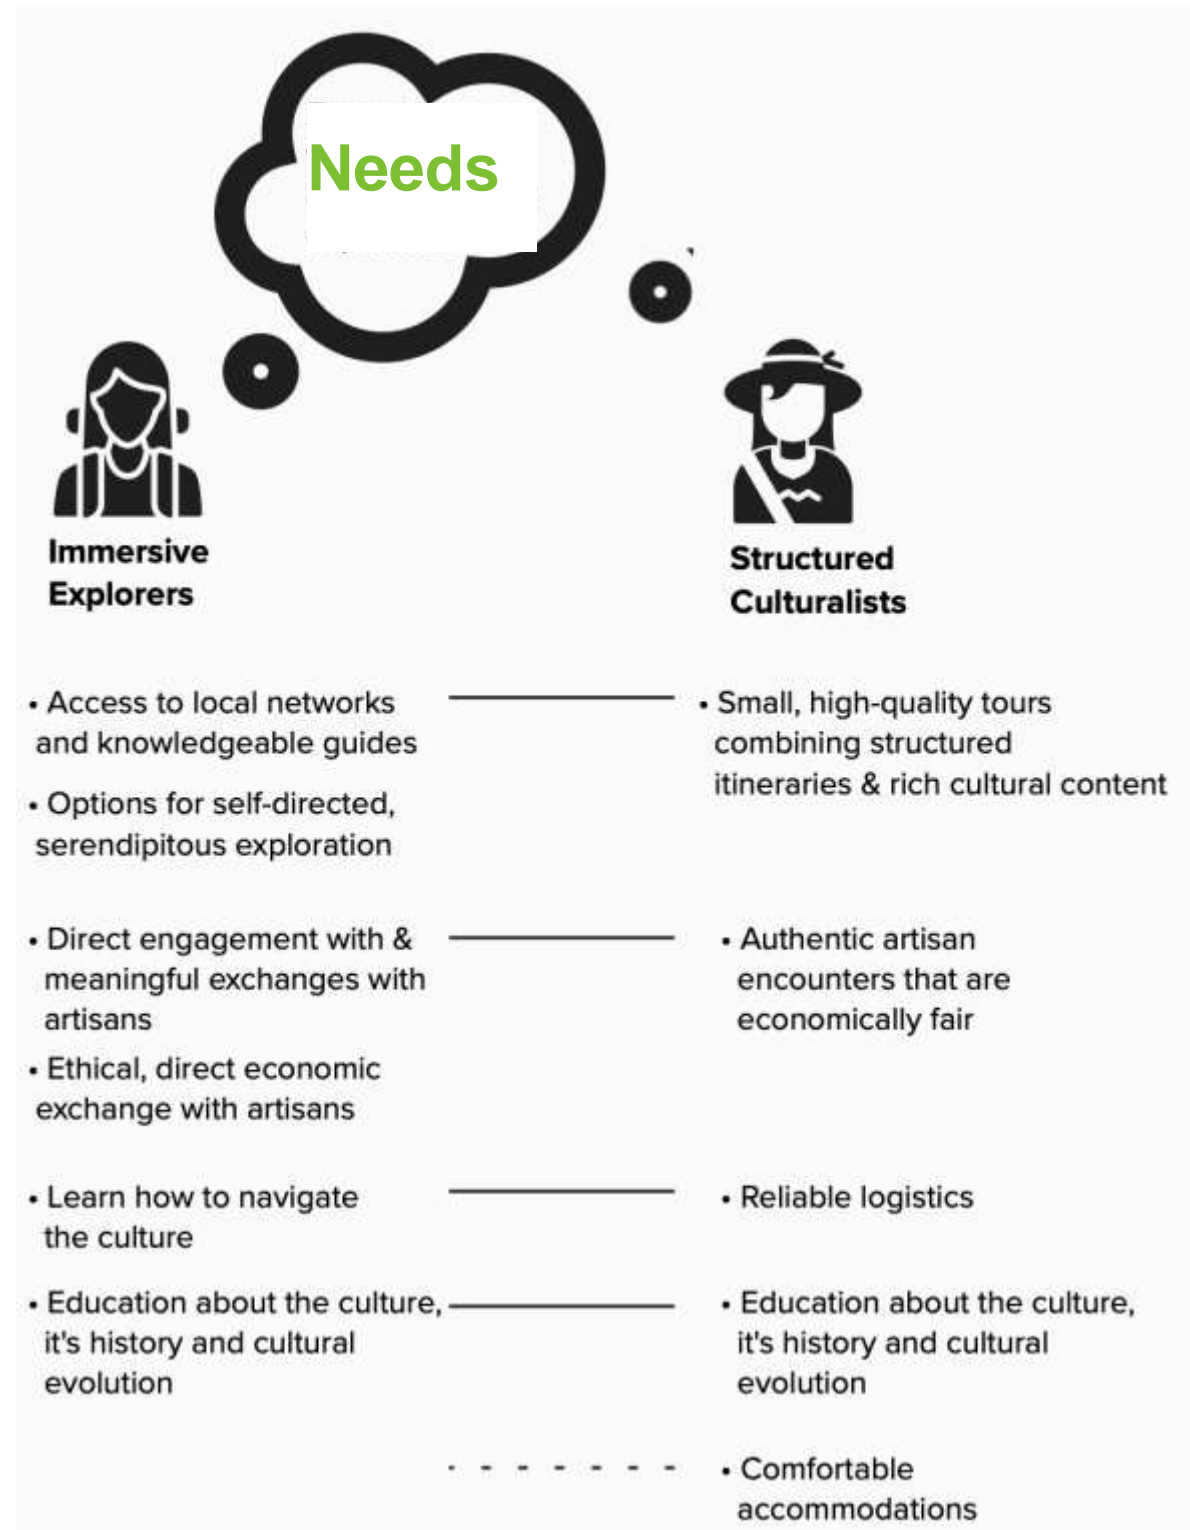 Needs
Immersive
Explorers
• Access to local networks
and knowledgeable guides
• Options for self-directed,
serendipitous exploration
• Direct engagement with &
meaningful exchanges with
artisans
• Ethical, direct economic
exchange with artisans
• Learn how to navigate
the culture
• Education about the culture,
it's history and cultural
evolution
Structured
Culturalists
• Small, high-quality tours
combining structured
itineraries & rich cultural content
• Authentic artisan
encounters that are
economically fair
• Reliable logistics
• Education about the culture,
it's history and cultural
evolution
• Comfortable
accommodations